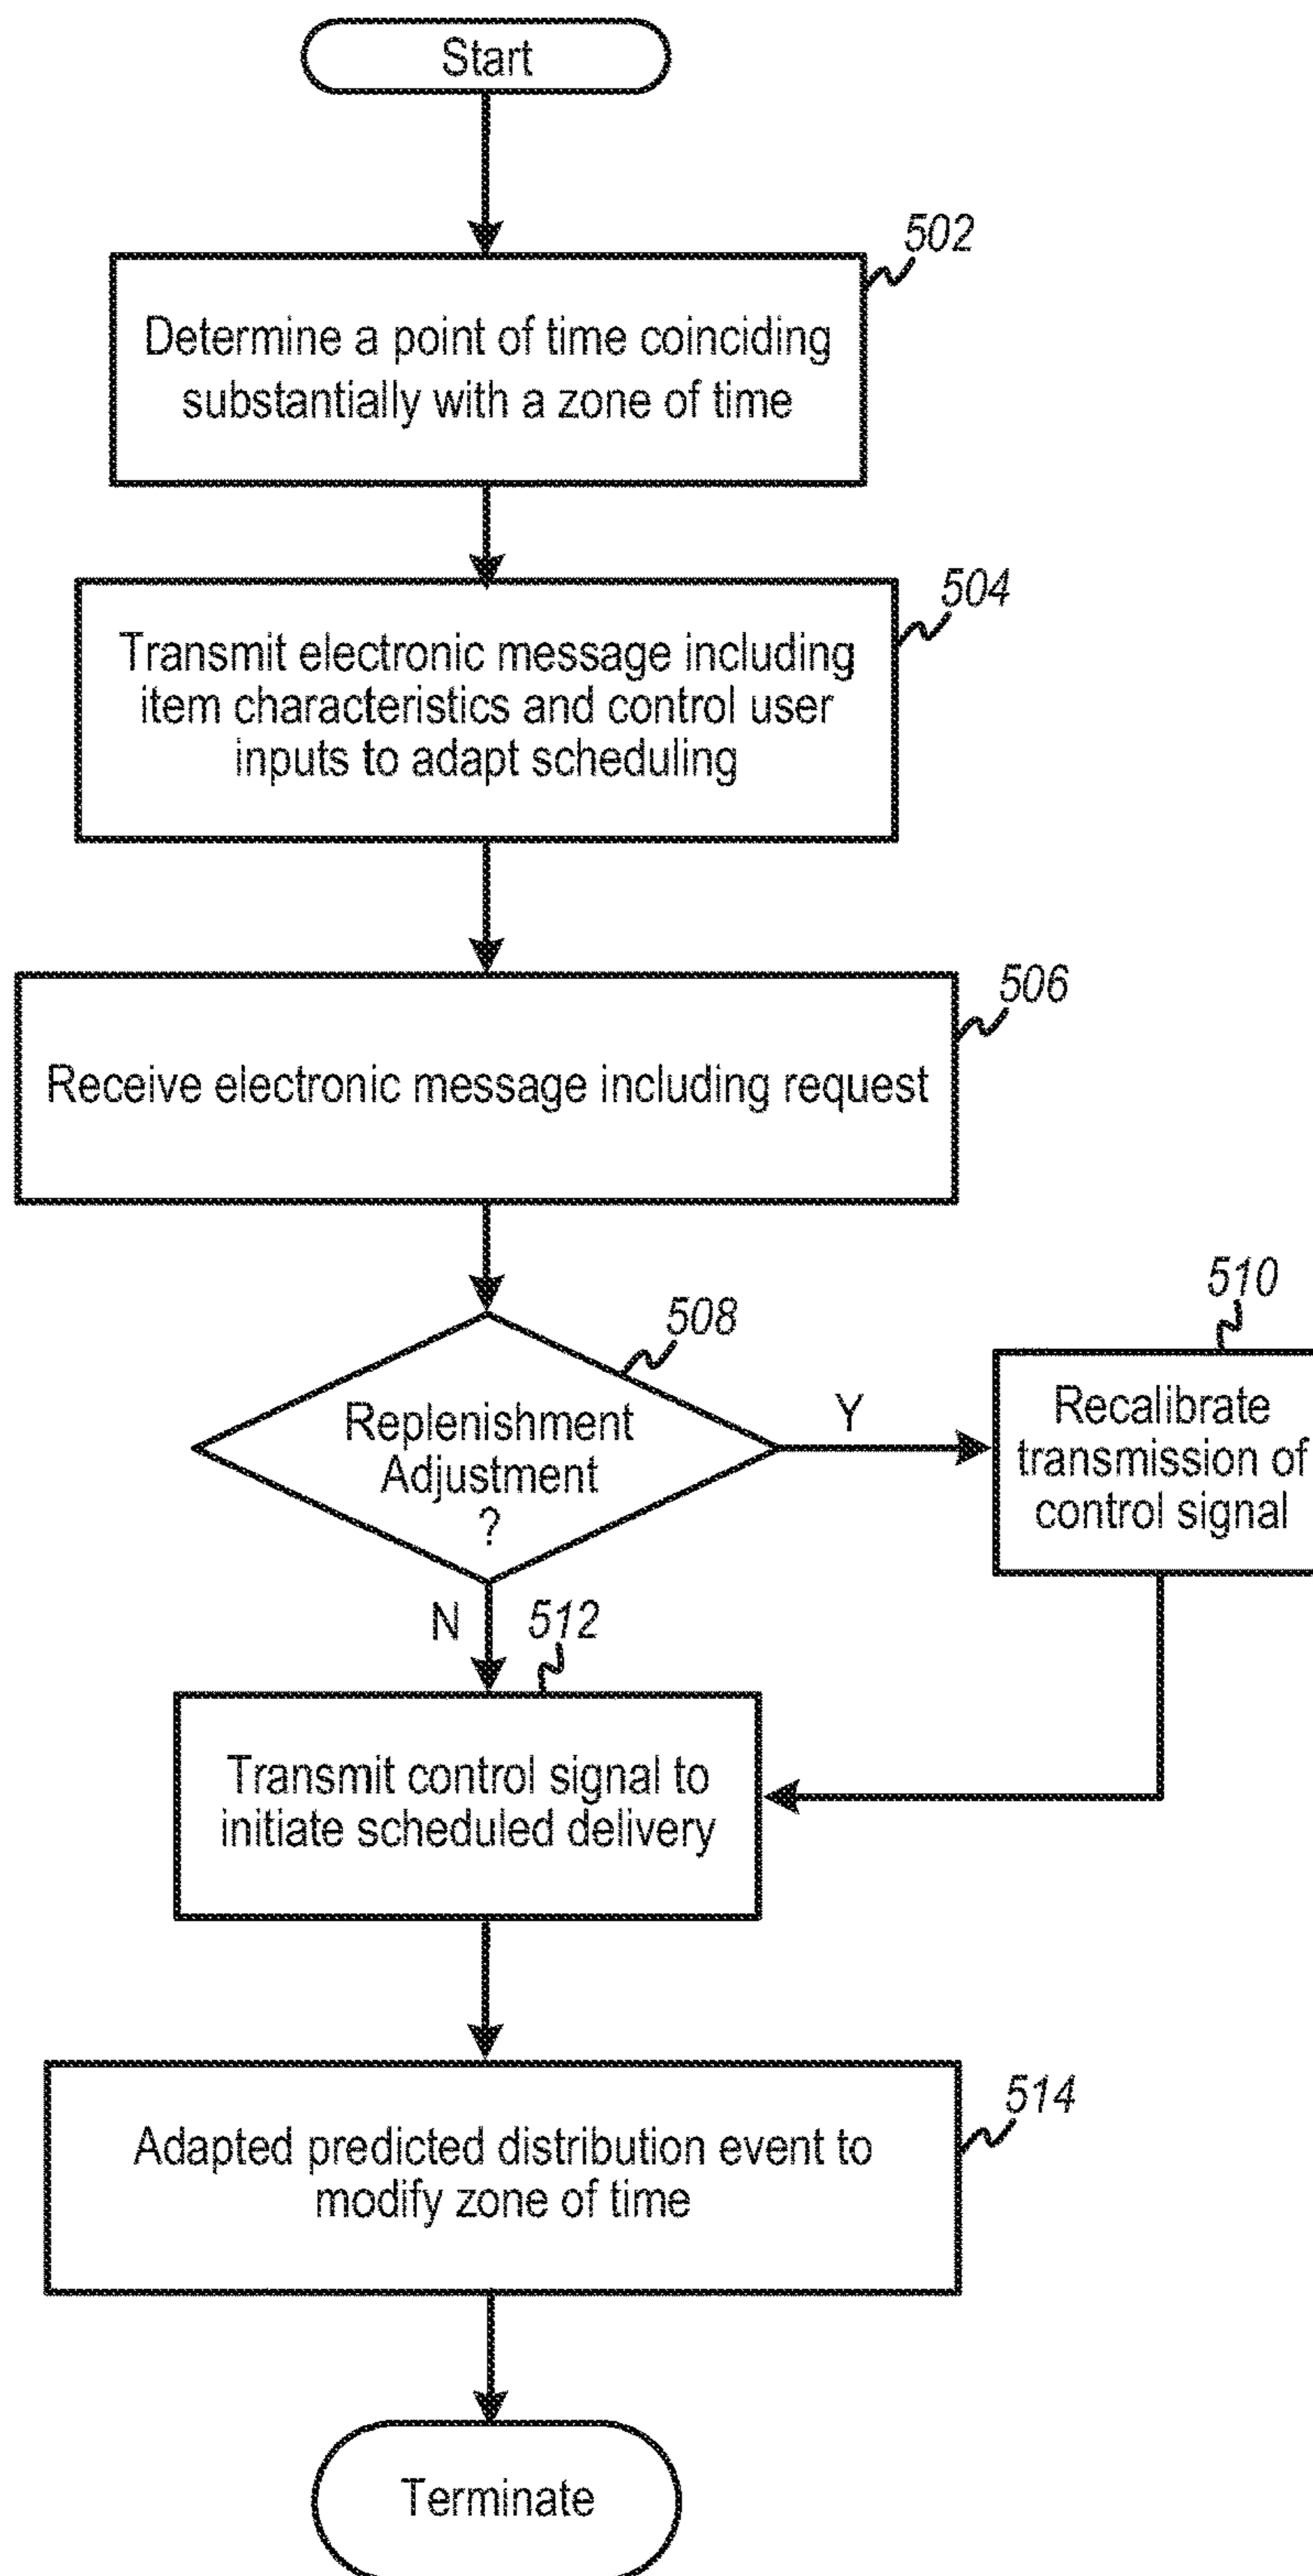 Start
502
Determine a point of time coinciding
substantially with a zone of time
504
Transmit electronic message including
item characteristics and control user
inputs to adapt scheduling
506
Receive electronic message including request
508
Replenishment
Adjustment
?
Y
510
Recalibrate
transmission of
control signal
N
512
Transmit control signal to
initiate scheduled delivery
514
Adapted predicted distribution event to
modify zone of time
Terminate